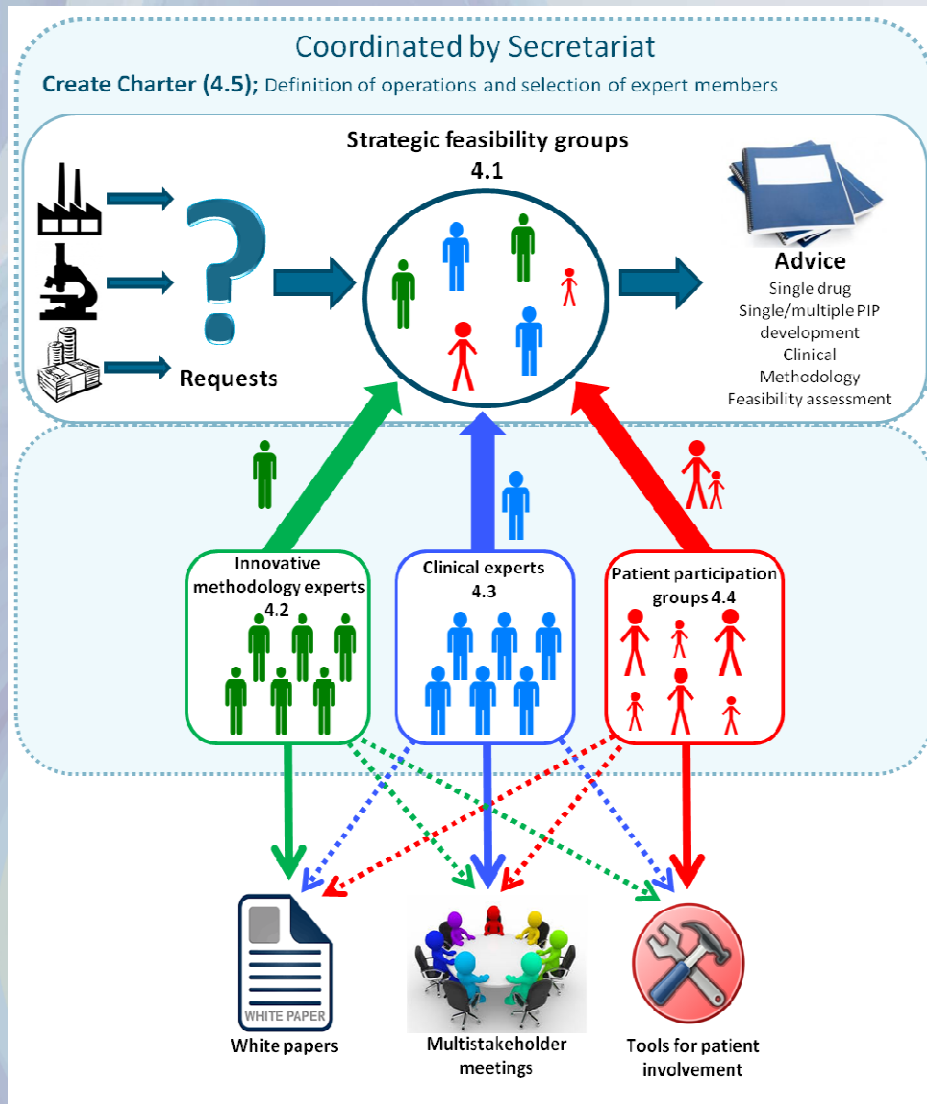 Coordinated by Secretariat
Create Charter (4.5); Definition of operations and selection of expert members
Strategic feasibility groups
4.1
Requests
Advice
Single drug
Single/multiple PIP
development
Clinical
Methodology
Feasibility assessment
Innovative
methodology experts
4.2
Clinical experts
4.3
Patient participation
groups 4.4
WHITE PAPER
White papers
Multistakeholder
meetings
Tools for patient
involvement